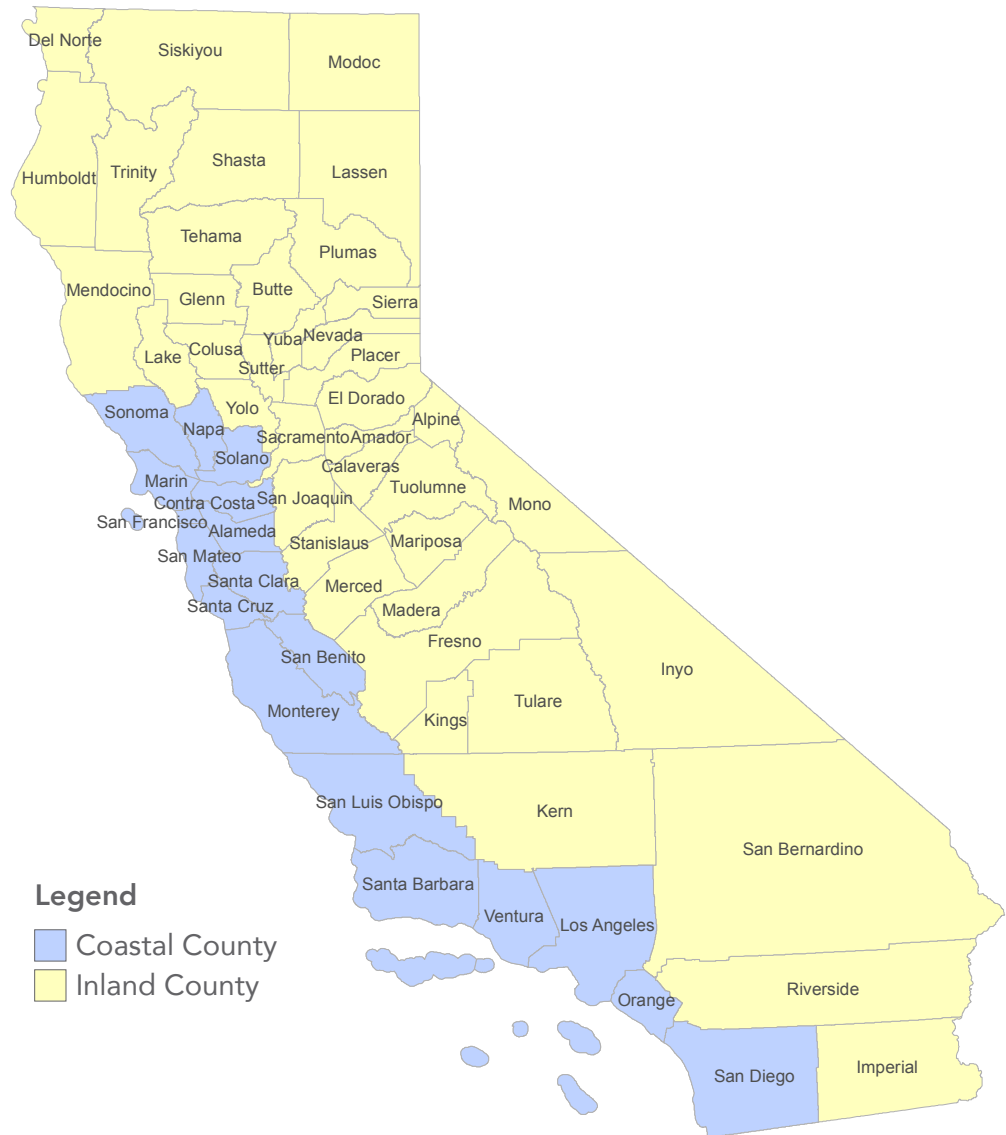 Del Norte
Siskiyou
Modoc
Humboldt
Trinity
Shasta
Lassen
Tehama
Plumas
Mendocino
Glenn
Butte
Sierra
Lake
Colusa
Yuba
Nevada
Sutter
Placer
Sonoma
Napa
Yolo
El Dorado
Alpine
Solano
Sacramento
Amador
Marin
Calaveras
Contra Costa
San Joaquin
Tuolumne
Mono
San Francisco
Alameda
Stanislaus
Mariposa
San Mateo
Santa Clara
Merced
Santa Cruz
Madera
San Benito
Fresno
Inyo
Monterey
Kings
Tulare
San Luis Obispo
Kern
San Bernardino
Santa Barbara
Ventura
Los Angeles
Orange
Riverside
San Diego
Imperial
Legend
Coastal County
Inland County